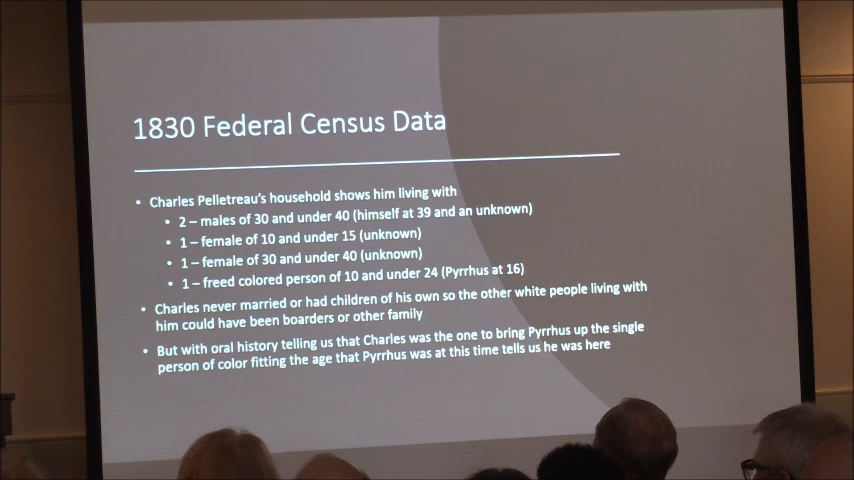 1830 Federal Census Data
• Charles Pelletreau's household shows him living with
• 2 – males of 30 and under 40 (himself at 39 and an unknown)
• 1 – female of 10 and under 15 (unknown)
• 1 – female of 30 and under 40 (unknown)
• 1 – freed colored person of 10 and under 24 (Pyrrhus at 16)
• Charles never married or had children of his own so the other white people living with
him could have been boarders or other family
• But with oral history telling us that Charles was the one to bring Pyrrhus up the single
person of color fitting the age that Pyrrhus was at this time tells us he was here